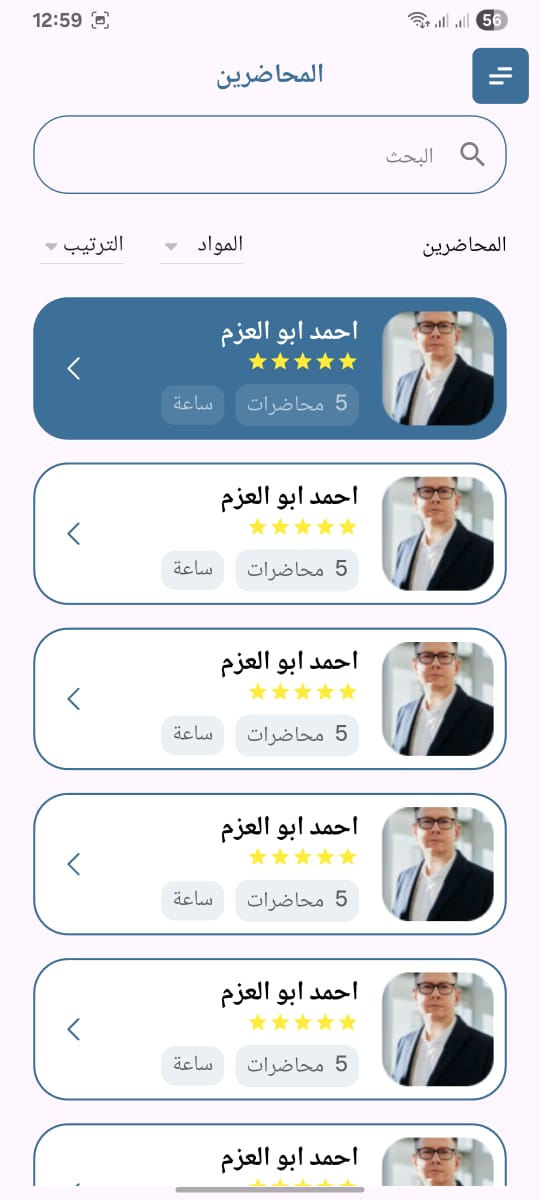 12:59 56
المحاضرين
البحث
المحاضرين المواد الترتيب
احمد ابو العزم
5 محاضرات ساعة
احمد ابو العزم
5 محاضرات ساعة
احمد ابو العزم
5 محاضرات ساعة
احمد ابو العزم
5 محاضرات ساعة
احمد ابو العزم
5 محاضرات ساعة
احمد ابو العزم